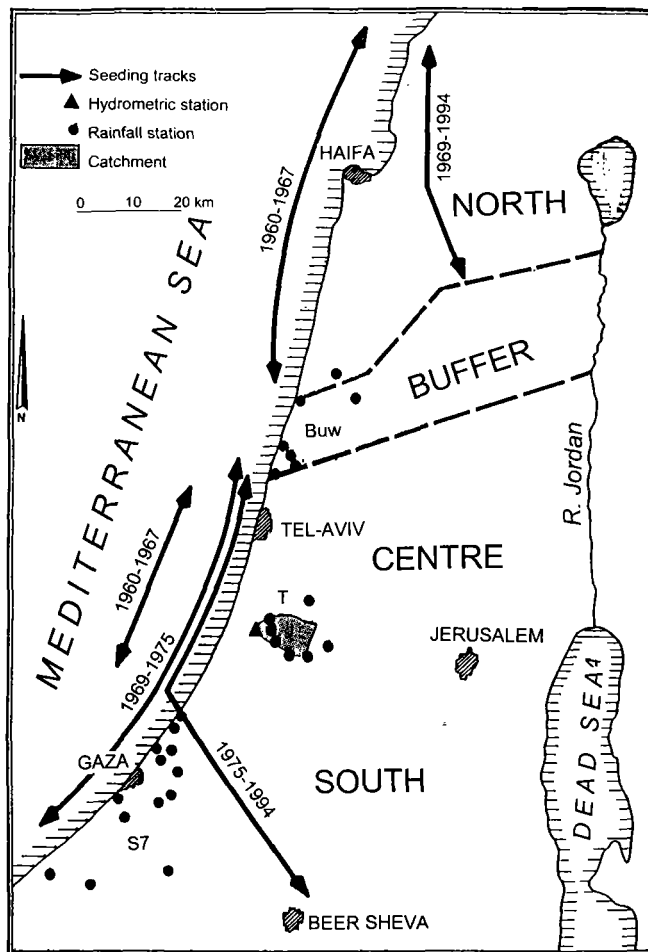 Seeding tracks
Hydrometric station
Rainfall station
Catchment
0 10 20 km
HAIFA
1960-1967
1969-1994
NORTH
MEDITERRANEAN SEA
N
BUFFER
Buw
R. Jordan
TEL-AVIV
CENTRE
1960-1967
T
JERUSALEM
1969-1975
GAZA
1975-1994
SOUTH
DEAD SEA
S7
BEER SHEVA